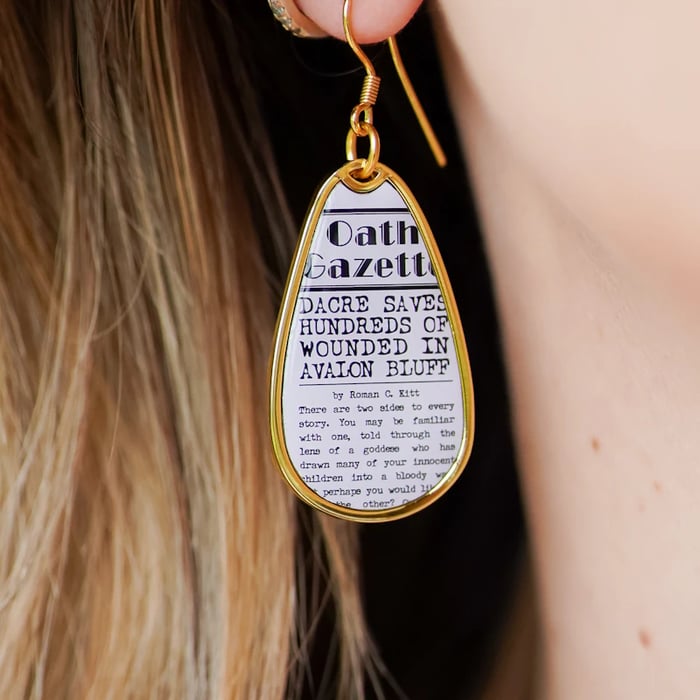 Oath
Gazette
DACRE SAVES
HUNDREDS OF
WOUNDED IN
AVALON BLUFF
by Roman C. Kitt
There are two sides to every
story. You may be familiar
with one, told through the
lens of a goddess who has
drawn many of your innocent
children into a bloody
perhaps you would
the other?